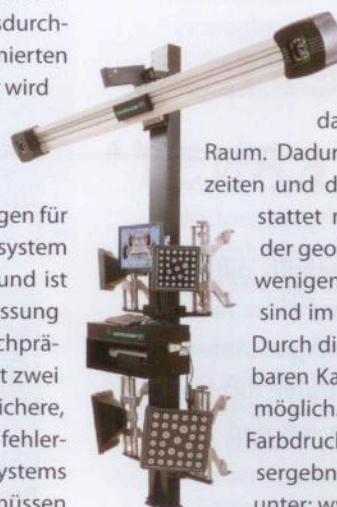 sdurch-
nierten
wird
gen für
system
und ist
ssung
chprä-
t zwei
ichere,
fehler-
ystems
müssen
da
Raum. Dadur
zeiten und d
stattet r
der geo
wenigen
sind im
Durch di
baren Ka
möglich.
Farbdruck
sergebn
unter: w